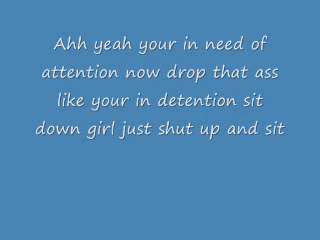 Ahh yeah your in need of
attention now drop that ass
like your in detention sit
down girl just shut up and sit